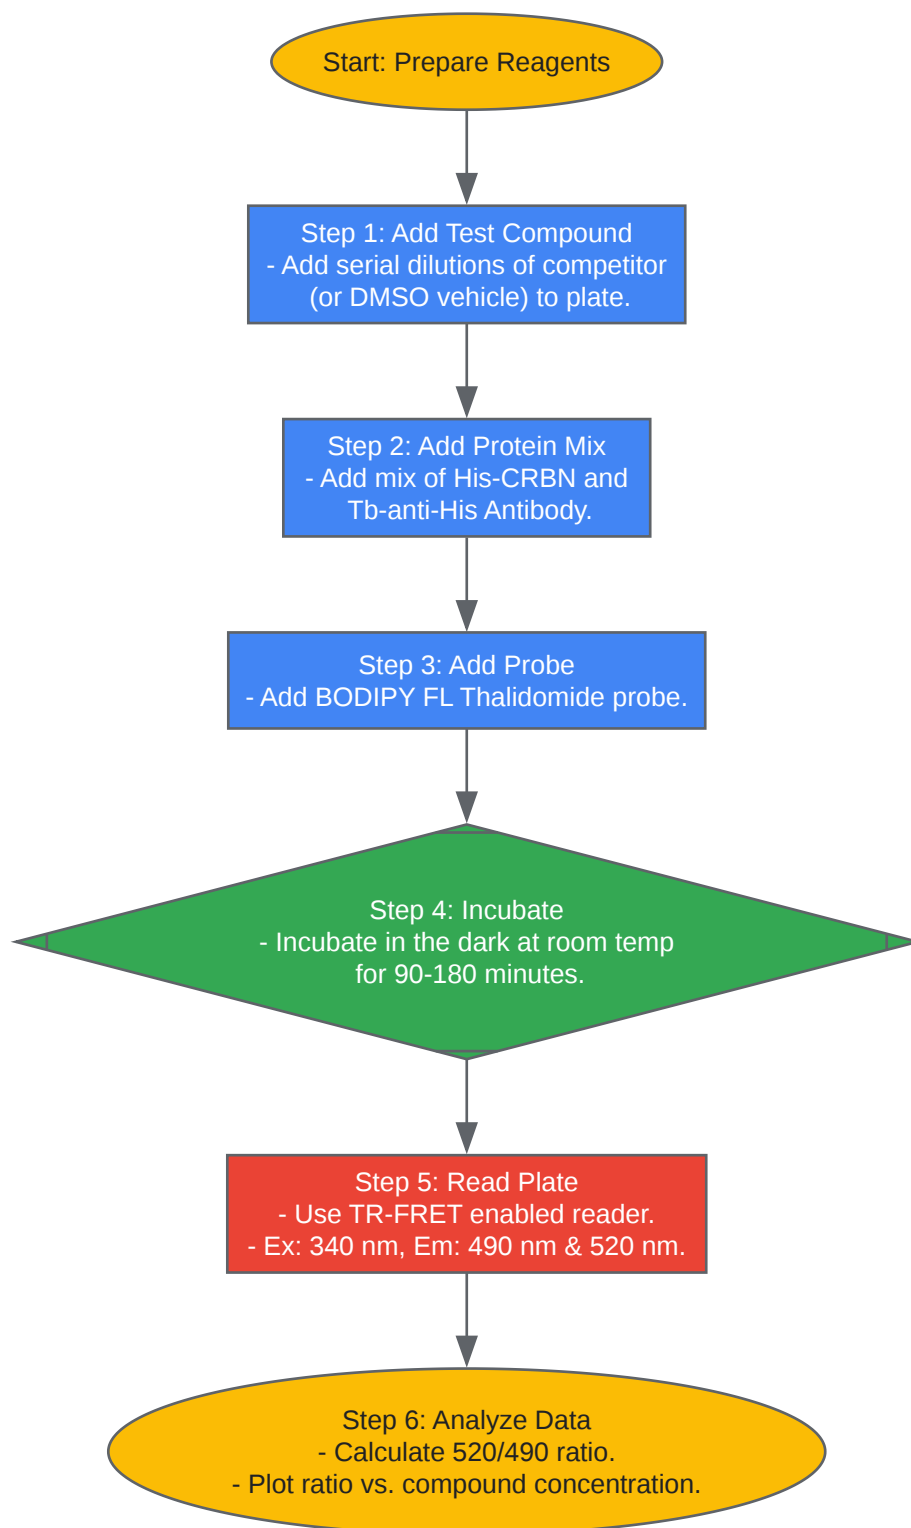 Start: Prepare Reagents
Step 1: Add Test Compound
- Add serial dilutions of competitor
(or DMSO vehicle) to plate.
Step 2: Add Protein Mix
- Add mix of His-CRBN and
Tb-anti-His Antibody.
Step 3: Add Probe
- Add BODIPY FL Thalidomide probe.
Step 4: Incubate
- Incubate in the dark at room temp
for 90-180 minutes.
Step 5: Read Plate
- Use TR-FRET enabled reader.
- Ex: 340 nm, Em: 490 nm & 520 nm.
Step 6: Analyze Data
- Calculate 520/490 ratio.
- Plot ratio vs. compound concentration.